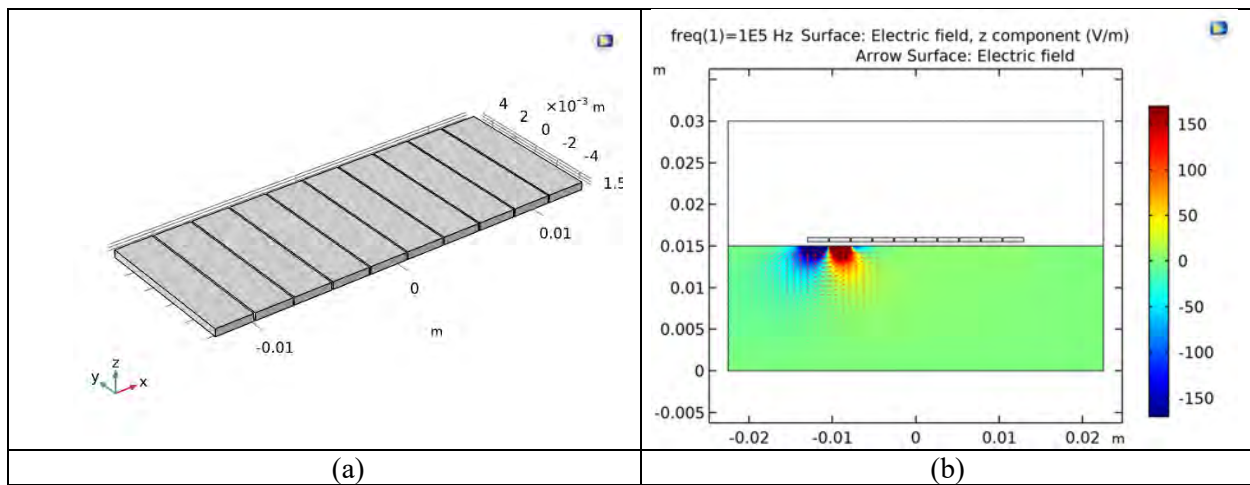 4
2
0
-2
-4
×10⁻³ m
1.5
0.01
0
m
-0.01
y
z
x
(a)
freq(1)=1E5 Hz Surface: Electric field, z component (V/m)
Arrow Surface: Electric field
m
0.03
0.025
0.02
0.015
0.01
0.005
0
-0.005
-0.02
-0.01
0
0.01
0.02
m
150
100
50
0
-50
-100
-150
(b)